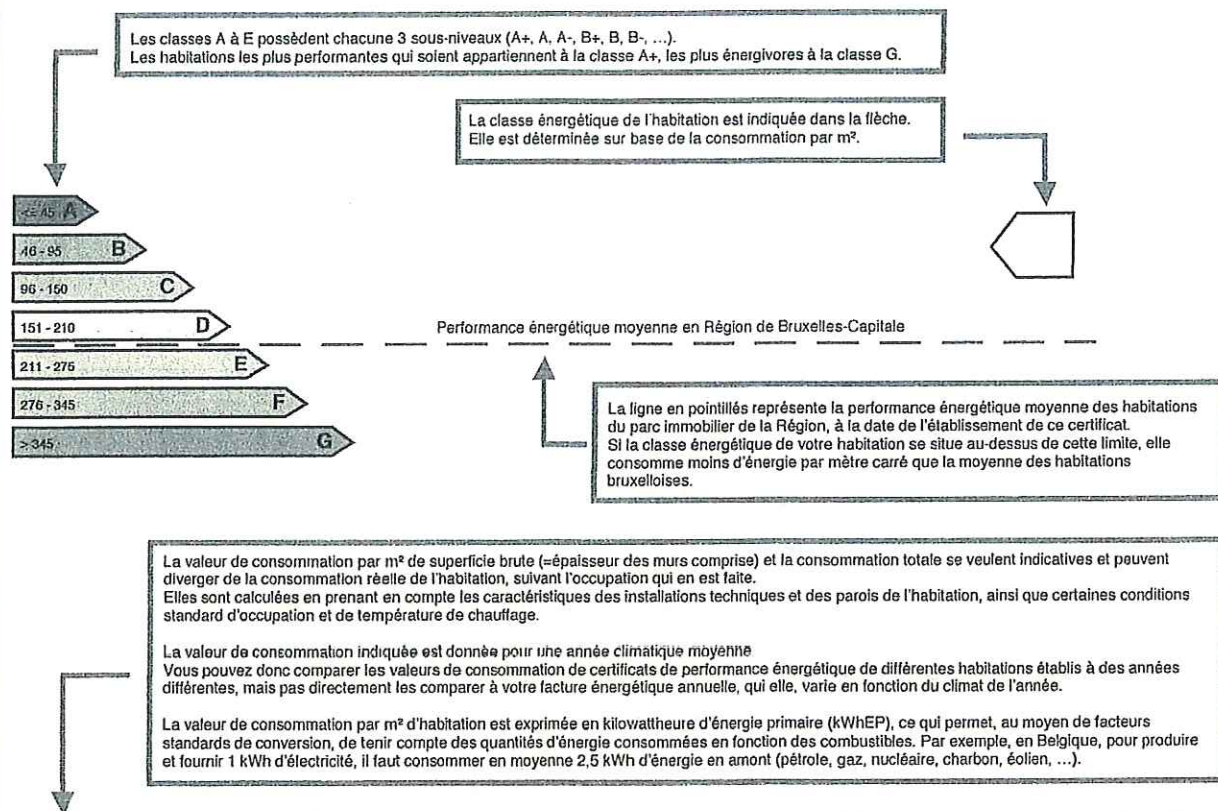 Les classes A à E possèdent chacune 3 sous-niveaux (A+, A, A-, B+, B, B-, ...).
Les habitations les plus performantes qui soient appartiennent à la classe A+, les plus énergivores à la classe G.
La classe énergétique de l'habitation est indiquée dans la flèche.
Elle est déterminée sur base de la consommation par m².
<= 45 A
46 - 95 B
96 - 150 C
151 - 210 D
Performance énergétique moyenne en Région de Bruxelles-Capitale
211 - 275 E
276 - 345 F
> 345 G
La ligne en pointillés représente la performance énergétique moyenne des habitations
du parc immobilier de la Région, à la date de l'établissement de ce certificat.
Si la classe énergétique de votre habitation se situe au-dessus de cette limite, elle
consomme moins d'énergie par mètre carré que la moyenne des habitations
bruxelloises.
La valeur de consommation par m² de superficie brute (=épaisseur des murs comprise) et la consommation totale se veulent indicatives et peuvent
diverger de la consommation réelle de l'habitation, suivant l'occupation qui en est faite.
Elles sont calculées en prenant en compte les caractéristiques des installations techniques et des parois de l'habitation, ainsi que certaines conditions
standard d'occupation et de température de chauffage.
La valeur de consommation indiquée est donnée pour une année climatique moyenne
Vous pouvez donc comparer les valeurs de consommation de certificats de performance énergétique de différentes habitations établis à des années
différentes, mais pas directement les comparer à votre facture énergétique annuelle, qui elle, varie en fonction du climat de l'année.
La valeur de consommation par m² d'habitation est exprimée en kilowattheure d'énergie primaire (kWhEP), ce qui permet, au moyen de facteurs
standards de conversion, de tenir compte des quantités d'énergie consommées en fonction des combustibles. Par exemple, en Belgique, pour produire
et fournir 1 kWh d'électricité, il faut consommer en moyenne 2,5 kWh d'énergie en amont (pétrole, gaz, nucléaire, charbon, éolien, ...).